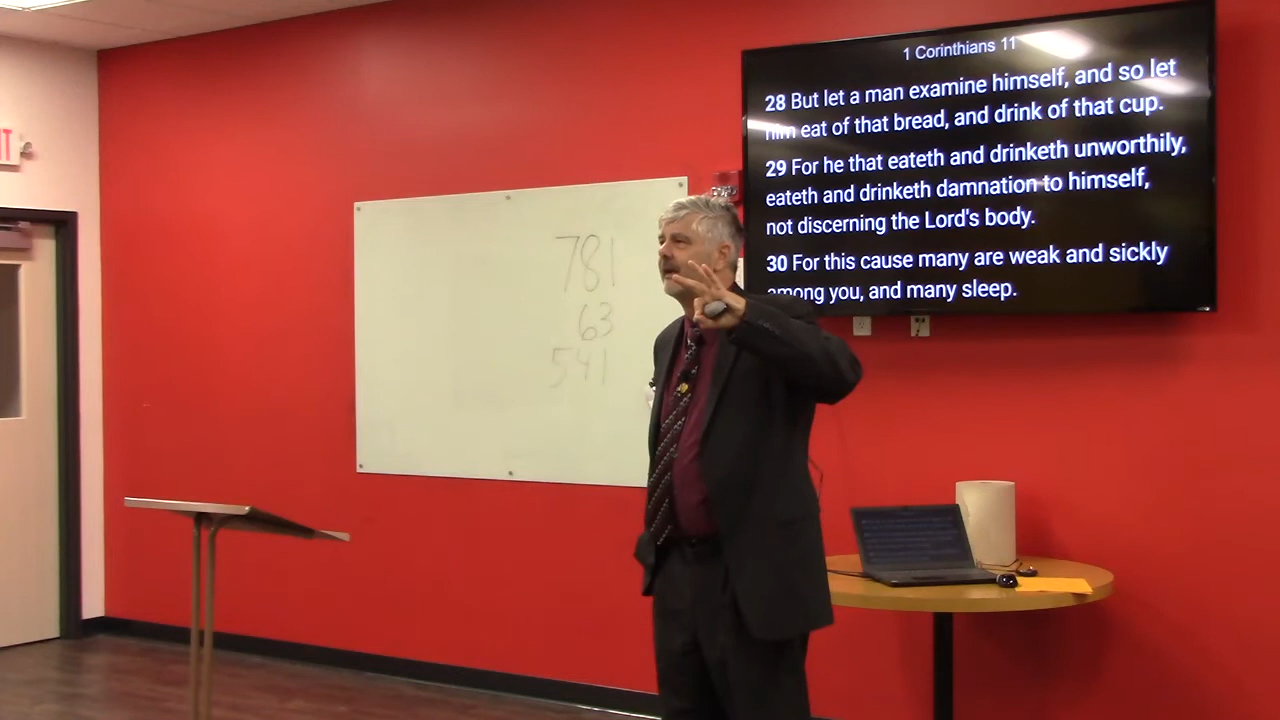 1 Corinthians 11
28 But let a man examine himself, and so let
him eat of that bread, and drink of that cup.
29 For he that eateth and drinketh unworthily,
eateth and drinketh damnation to himself,
not discerning the Lord's body.
30 For this cause many are weak and sickly
among you, and many sleep.
781
63
541